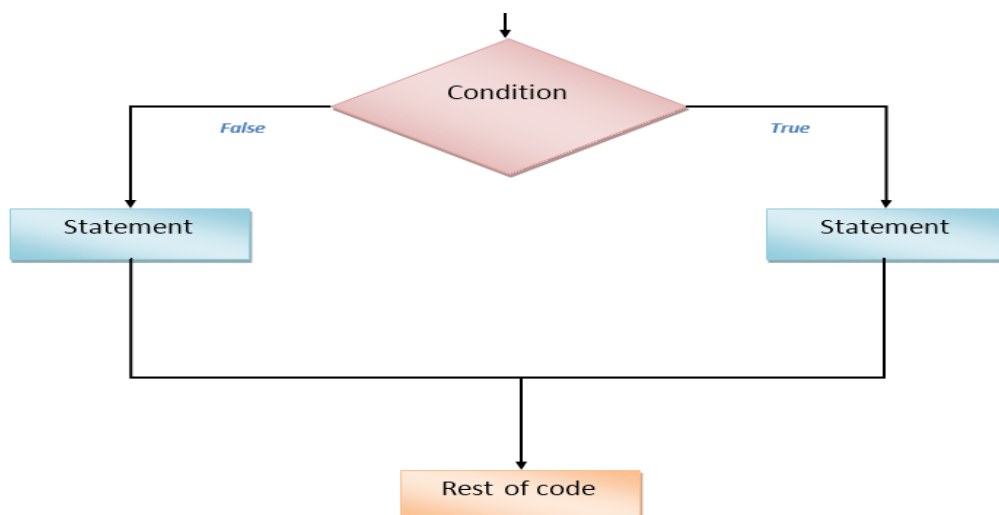 Condition
False
True
Statement
Statement
Rest of code